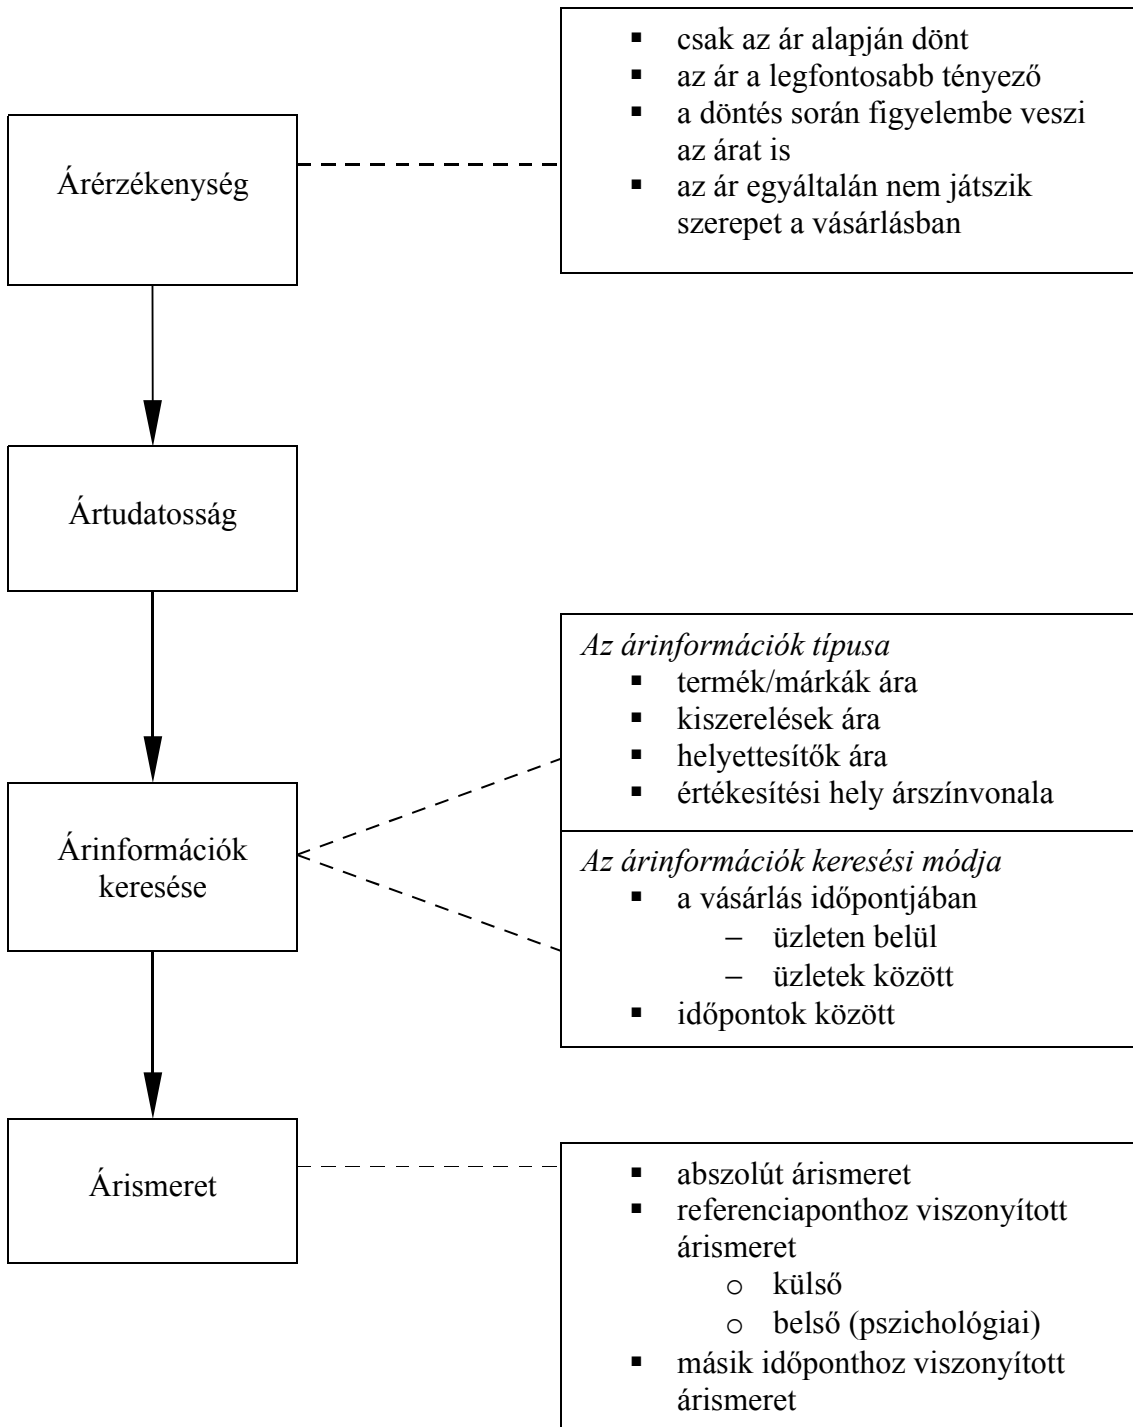 ▪ csak az ár alapján dönt
▪ az ár a legfontosabb tényező
▪ a döntés során figyelembe veszi
az árat is
▪ az ár egyáltalán nem játszik
szerepet a vásárlásban
Árérzékenység
Ártudatosság
Az árinformációk típusa
▪ termék/márkák ára
▪ kiszerelések ára
▪ helyettesítők ára
▪ értékesítési hely árszínvonala
Árinformációk
keresése
Az árinformációk keresési módja
▪ a vásárlás időpontjában
– üzleten belül
– üzletek között
▪ időpontok között
Árismeret
▪ abszolút árismeret
▪ referenciaponthoz viszonyított
árismeret
o külső
o belső (pszichológiai)
▪ másik időponthoz viszonyított
árismeret